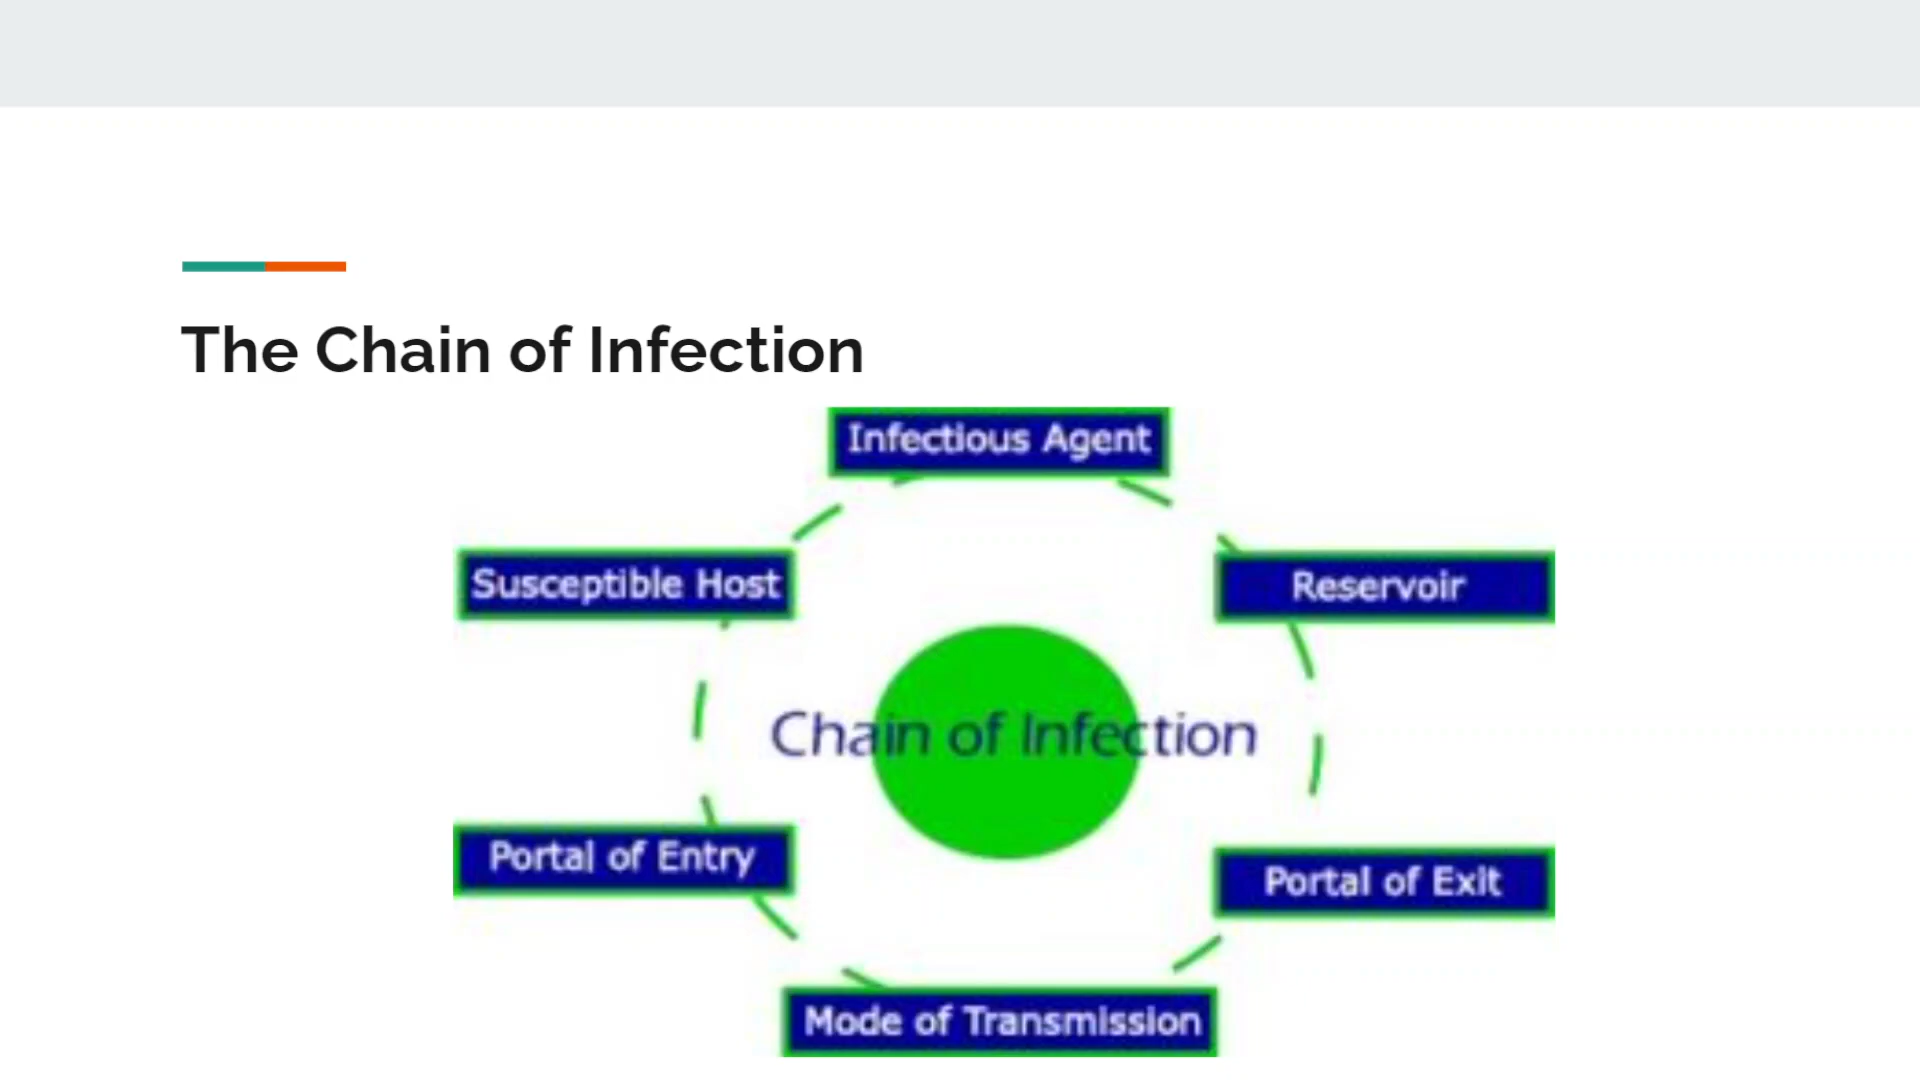 The Chain of Infection
Infectious Agent
Susceptible Host
Reservoir
Chain of Infection
Portal of Entry
Portal of Exit
Mode of Transmission